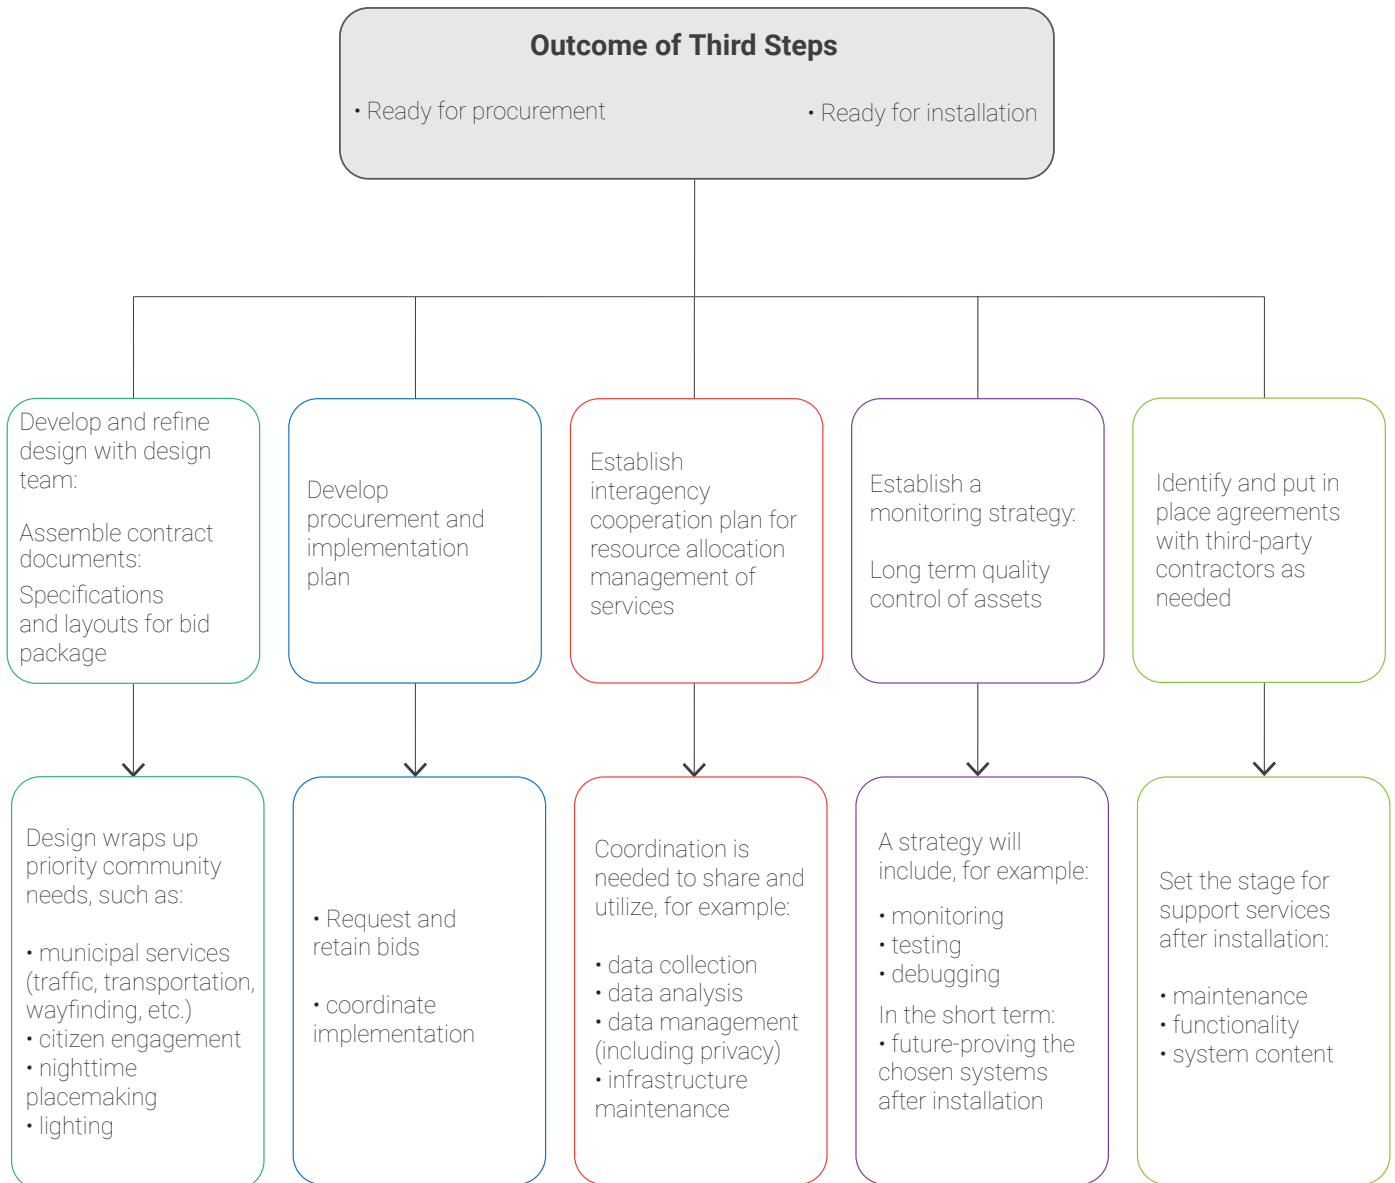 Outcome of Third Steps
• Ready for procurement
• Ready for installation
Develop and refine
design with design
team:
Assemble contract
documents:
Specifications
and layouts for bid
package
Develop
procurement and
implementation
plan
Establish
interagency
cooperation plan for
resource allocation
management of
services
Establish a
monitoring strategy:
Long term quality
control of assets
Identify and put in
place agreements
with third-party
contractors as
needed
Design wraps up
priority community
needs, such as:
• municipal services
(traffic, transportation,
wayfinding, etc.)
• citizen engagement
• nighttime
placemaking
• lighting
• Request and
retain bids
• coordinate
implementation
Coordination is
needed to share and
utilize, for example:
• data collection
• data analysis
• data management
(including privacy)
• infrastructure
maintenance
A strategy will
include, for example:
• monitoring
• testing
• debugging
In the short term:
• future-proving the
chosen systems
after installation
Set the stage for
support services
after installation:
• maintenance
• functionality
• system content